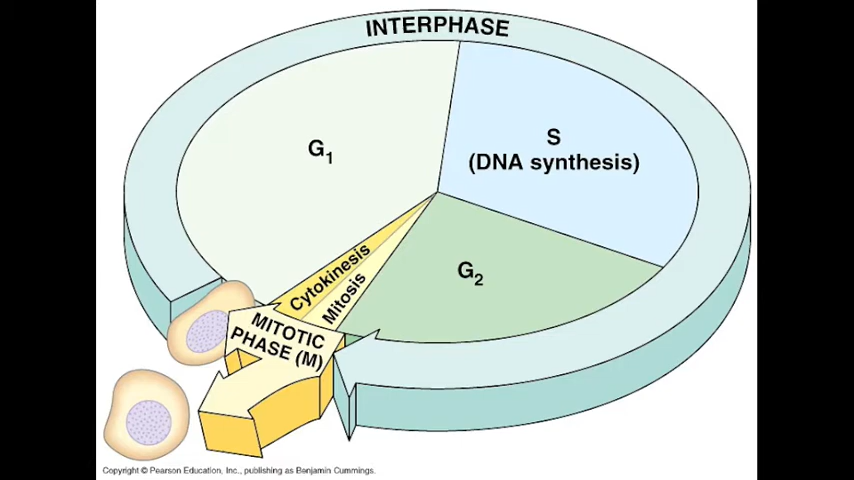 INTERPHASE
G1
S
(DNA synthesis)
Cytokinesis
Mitosis
G2
MITOTIC
PHASE (M)
Copyright © Pearson Education, Inc., publishing as Benjamin Cummings.